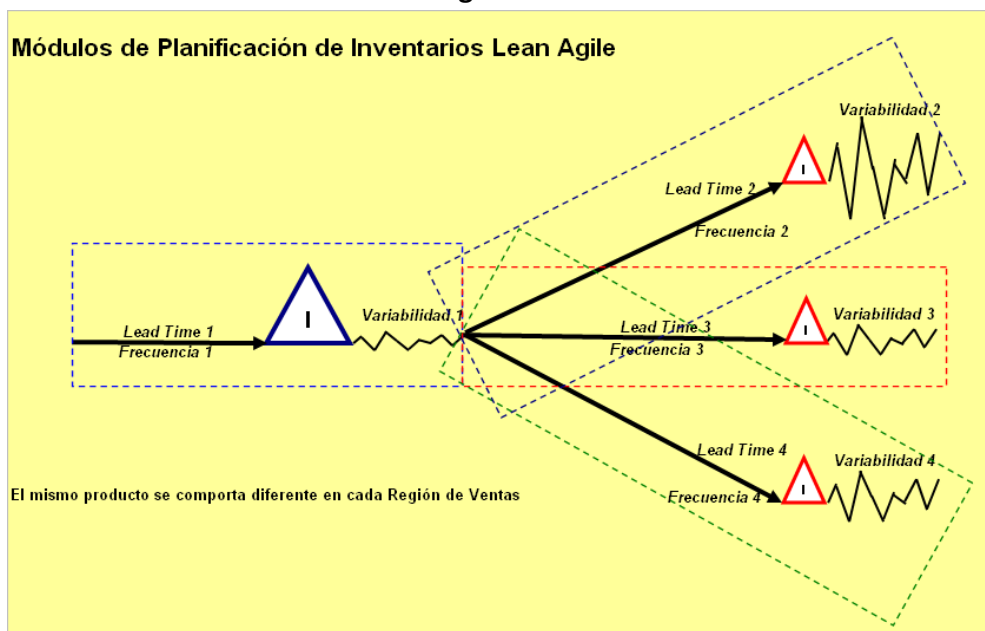 Módulos de Planificación de Inventarios Lean Agile
Variabilidad 2
I
Lead Time 2
Frecuencia 2
I
Variabilidad 1
Lead Time 1
Frecuencia 1
Lead Time 3
Frecuencia 3
I
Variabilidad 3
Lead Time 4
Frecuencia 4
I
Variabilidad 4
El mismo producto se comporta diferente en cada Región de Ventas